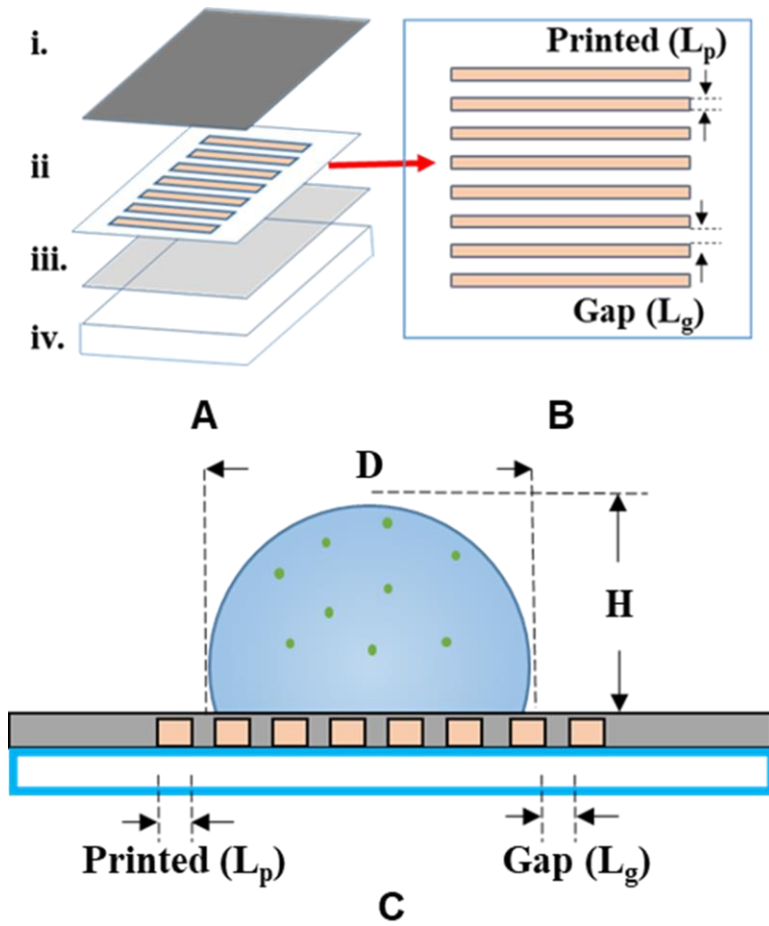 i.
ii
iii.
iv.
Printed (Lp)
Gap (Lg)
A
B
D
H
Printed (Lp)
Gap (Lg)
C